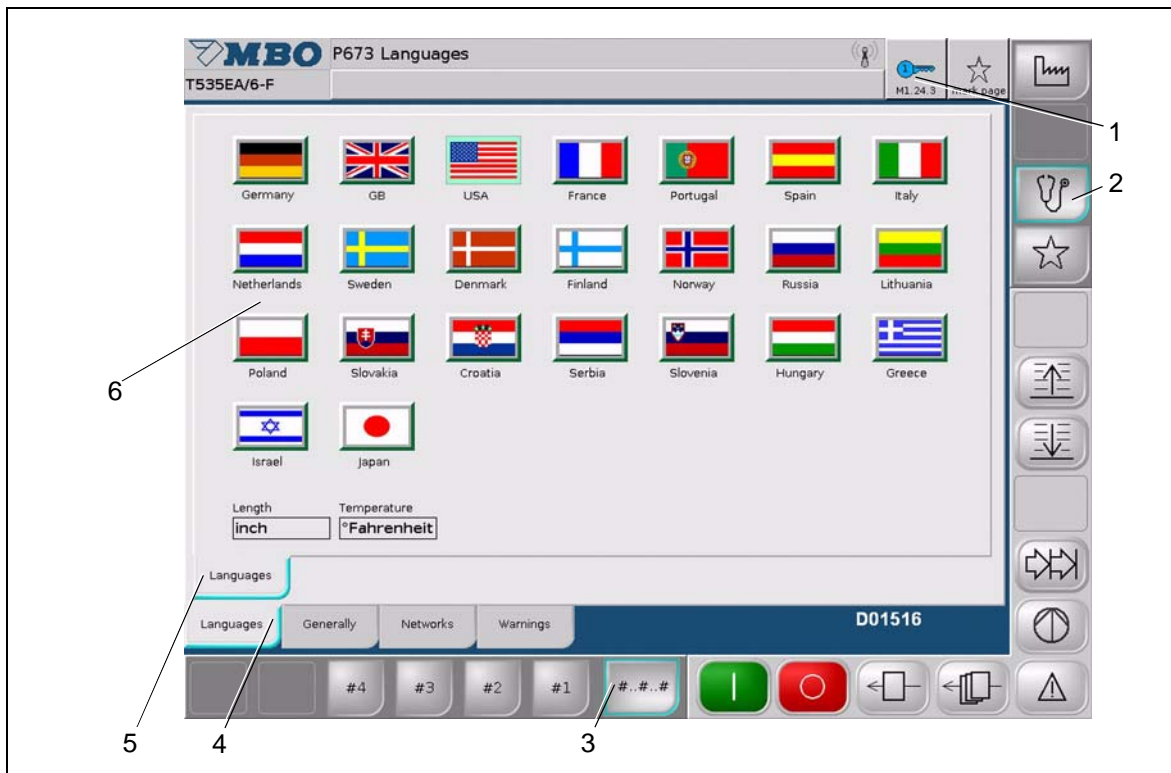 MBO P673 Languages
T535EA/6-F
M1.24.3 mark page
1
Germany GB USA France Portugal Spain Italy
2
Netherlands Sweden Denmark Finland Norway Russia Lithuania
6
Poland Slovakia Croatia Serbia Slovenia Hungary Greece
Israel Japan
Length Temperature
inch °Fahrenheit
Languages
Languages Generally Networks Warnings D01516
#4 #3 #2 #1 #..#..#
5 4 3